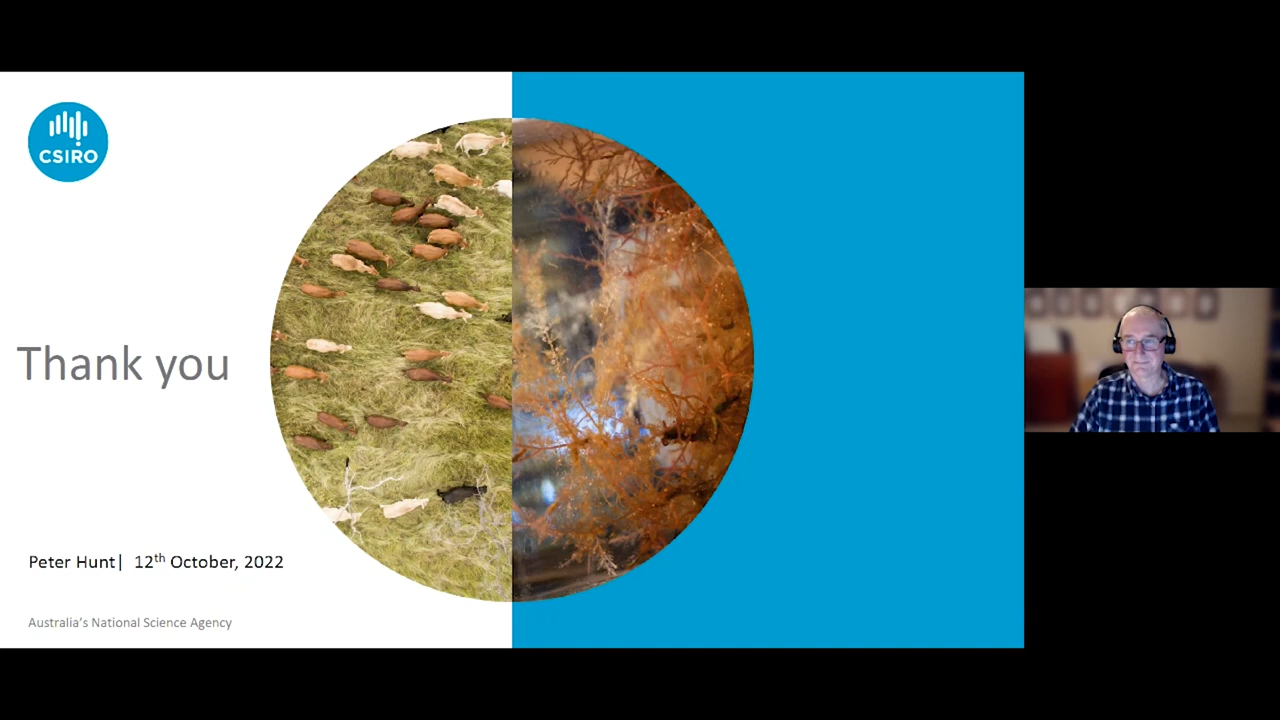 CSIRO
Thank you
Peter Hunt| 12th October, 2022
Australia's National Science Agency